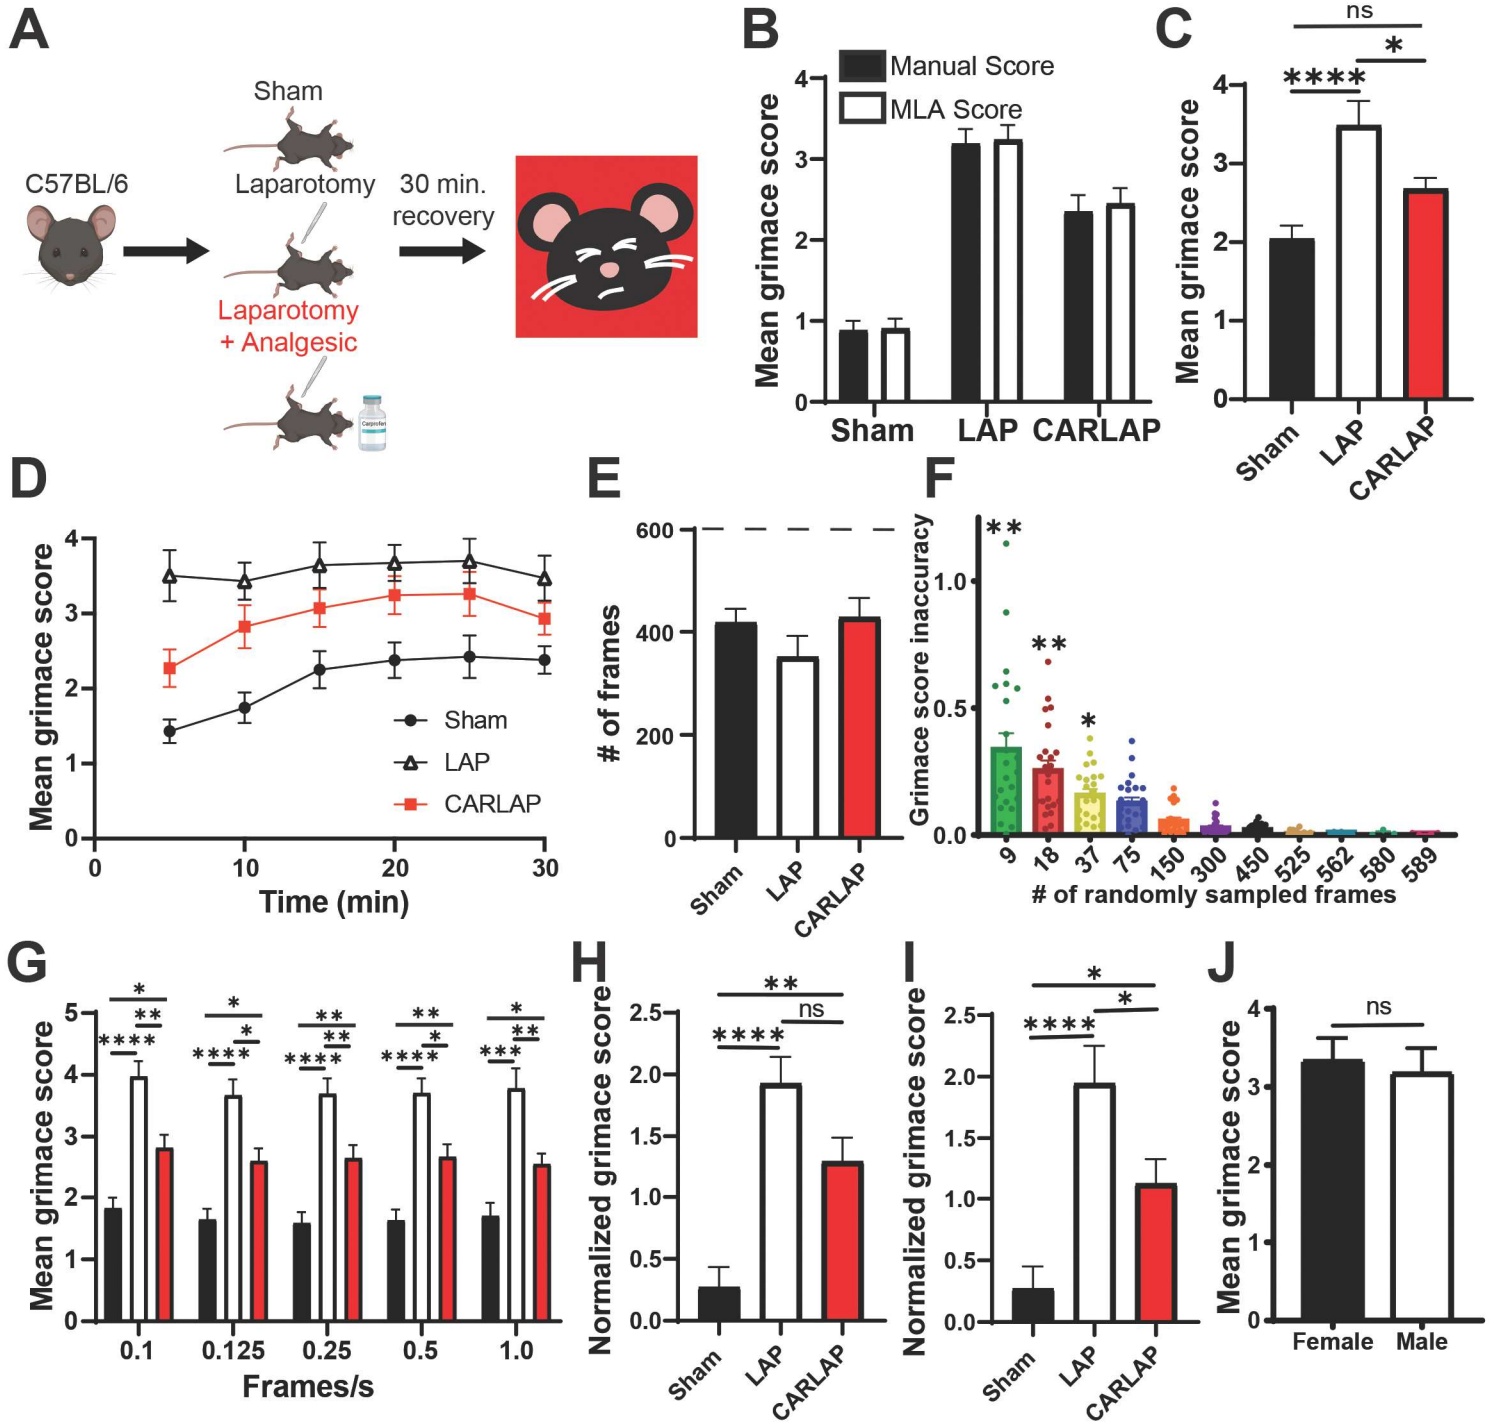 A
C57BL/6
Sham
Laparotomy
Laparotomy
+ Analgesic
Carprofen
30 min.
recovery
B
Manual Score
MLA Score
Mean grimace score
4
3
2
1
0
Sham LAP CARLAP
C
ns
*
****
Mean grimace score
4
3
2
1
0
Sham
LAP
CARLAP
D
Mean grimace score
4
3
2
1
0
Sham
LAP
CARLAP
0 10 20 30
Time (min)
E
# of frames
600
400
200
0
Sham
LAP
CARLAP
F
Grimace score inaccuracy
**
**
*
1.0
0.5
0.0
9 18 37 75 150 300 450 525 562 580 589
# of randomly sampled frames
G
Mean grimace score
5
4
3
2
1
0
* * ** ** *
** * ** * **
**** **** **** **** ***
0.1 0.125 0.25 0.5 1.0
Frames/s
H
**
ns
****
Normalized grimace score
2.5
2.0
1.5
1.0
0.5
0.0
Sham
LAP
CARLAP
I
*
*
****
Normalized grimace score
2.5
2.0
1.5
1.0
0.5
0.0
Sham
LAP
CARLAP
J
ns
Mean grimace score
4
3
2
1
0
Female Male